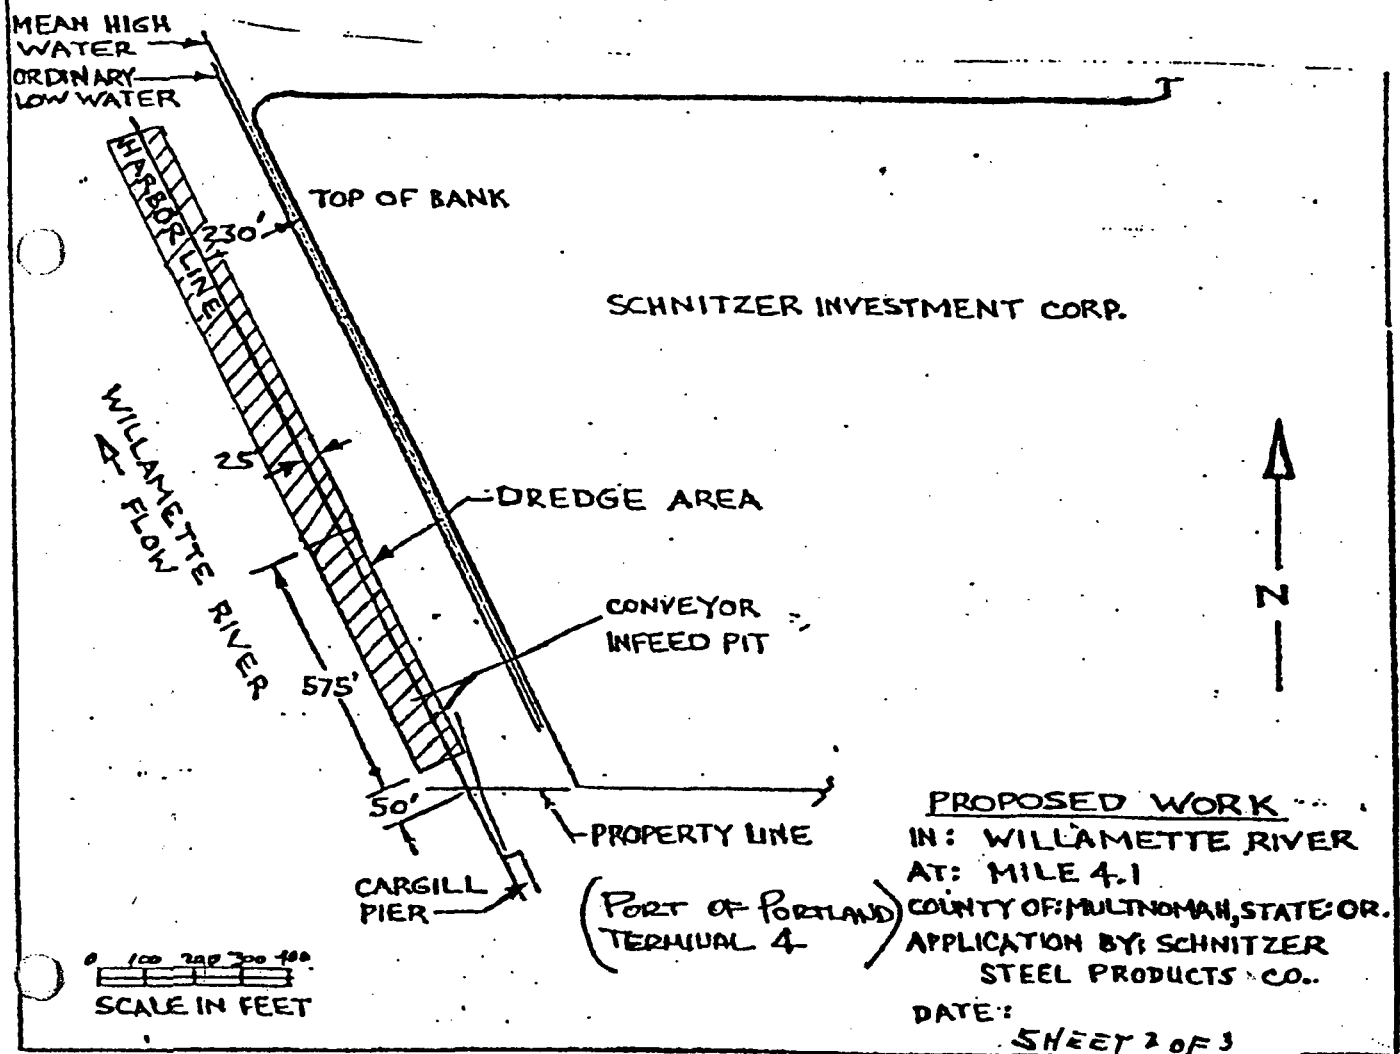 MEAN HIGH
WATER
ORDINARY
LOW WATER
HARBOR LINE
TOP OF BANK
230'
SCHNITZER INVESTMENT CORP.
WILLAMETTE RIVER
FLOW
25'
DREDGE AREA
CONVEYOR
INFEED PIT
N
575'
50'
PROPERTY LINE
CARGILL
PIER
(PORT OF PORTLAND
TERMINAL 4)
0 100 200 300 400
SCALE IN FEET
PROPOSED WORK
IN: WILLAMETTE RIVER
AT: MILE 4.1
COUNTY OF: MULTNOMAH, STATE: OR.
APPLICATION BY: SCHNITZER
STEEL PRODUCTS CO.
DATE:
SHEET 2 OF 3